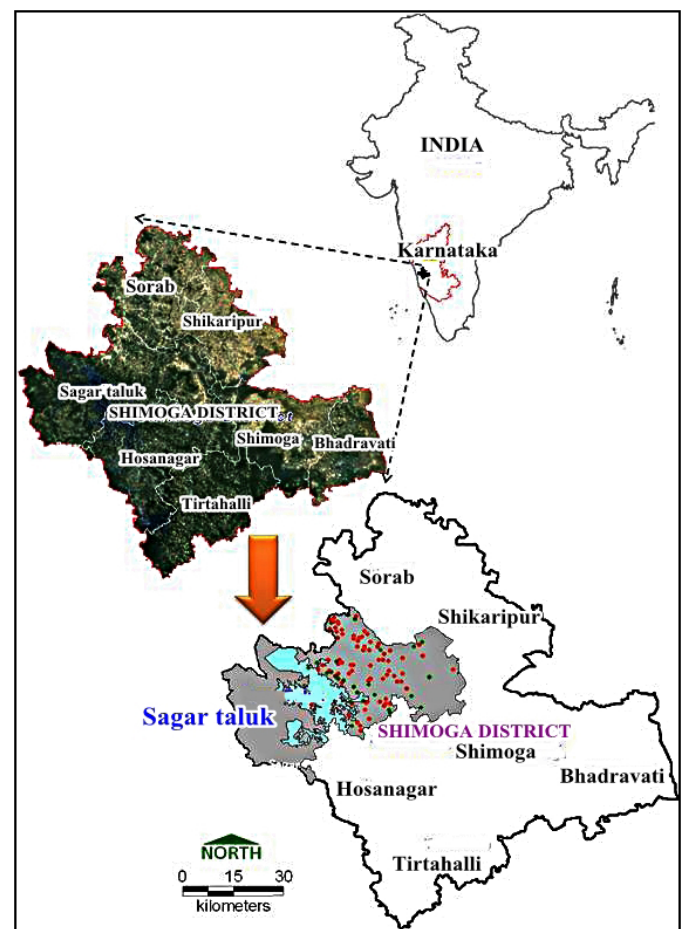 INDIA
Karnataka
Sorab
Shikaripur
Sagar taluk
SHIMOGA DISTRICT
Shimoga
Bhadravati
Hosanagar
Tirtahalli
Sorab
Shikaripur
Sagar taluk
SHIMOGA DISTRICT
Shimoga
Bhadravati
Hosanagar
Tirtahalli
NORTH
0 15 30
kilometers